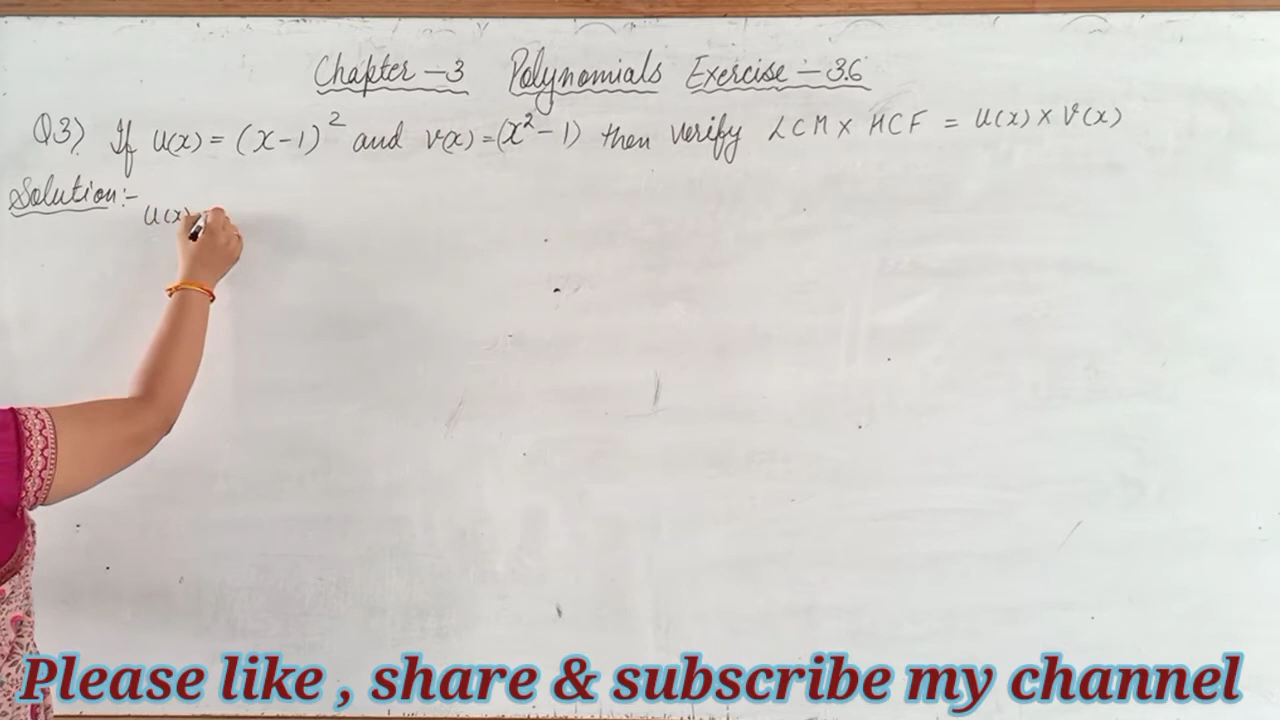 Chapter - 3 Polynomials Exercise :- 3.6
Q3) If U(x) = (x-1)² and V(x) = (x²-1) then verify LCM × HCF = U(x) × V(x)
Solution:-
U(x)
Please like , share & subscribe my channel